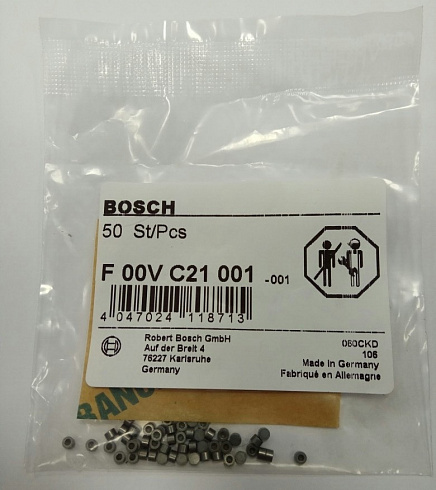 BOSCH
50 St/Pcs
F 00V C21 001 -001
4 047024 118713
Robert Bosch GmbH
Auf der Breit 4
76227 Karlsruhe
Germany
060CKD
106
Made in Germany
Fabriqué en Allemagne